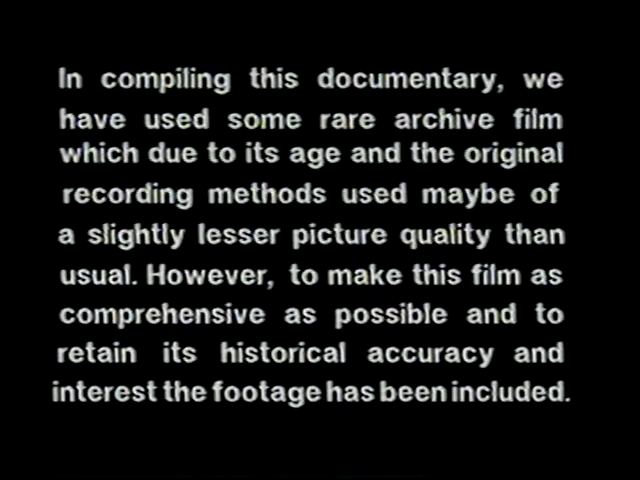 In compiling this documentary, we
have used some rare archive film
which due to its age and the original
recording methods used maybe of
a slightly lesser picture quality than
usual. However, to make this film as
comprehensive as possible and to
retain its historical accuracy and
interest the footage has been included.